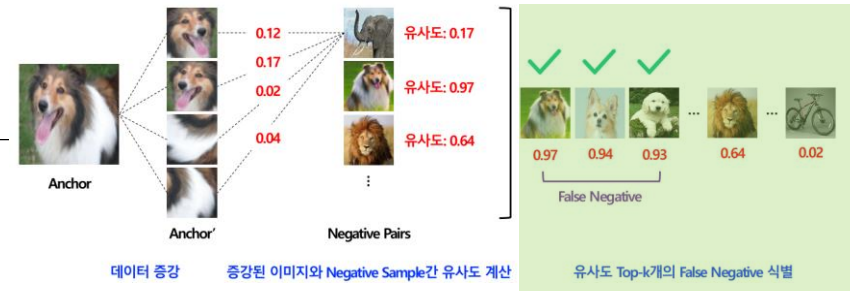 0.12
0.17
0.02
0.04
유사도: 0.17
유사도: 0.97
유사도: 0.64
⋮
...
...
0.97 0.94 0.93 0.64 0.02
False Negative
Anchor
Anchor'
Negative Pairs
데이터 증강
증강된 이미지와 Negative Sample간 유사도 계산
유사도 Top-k개의 False Negative 식별